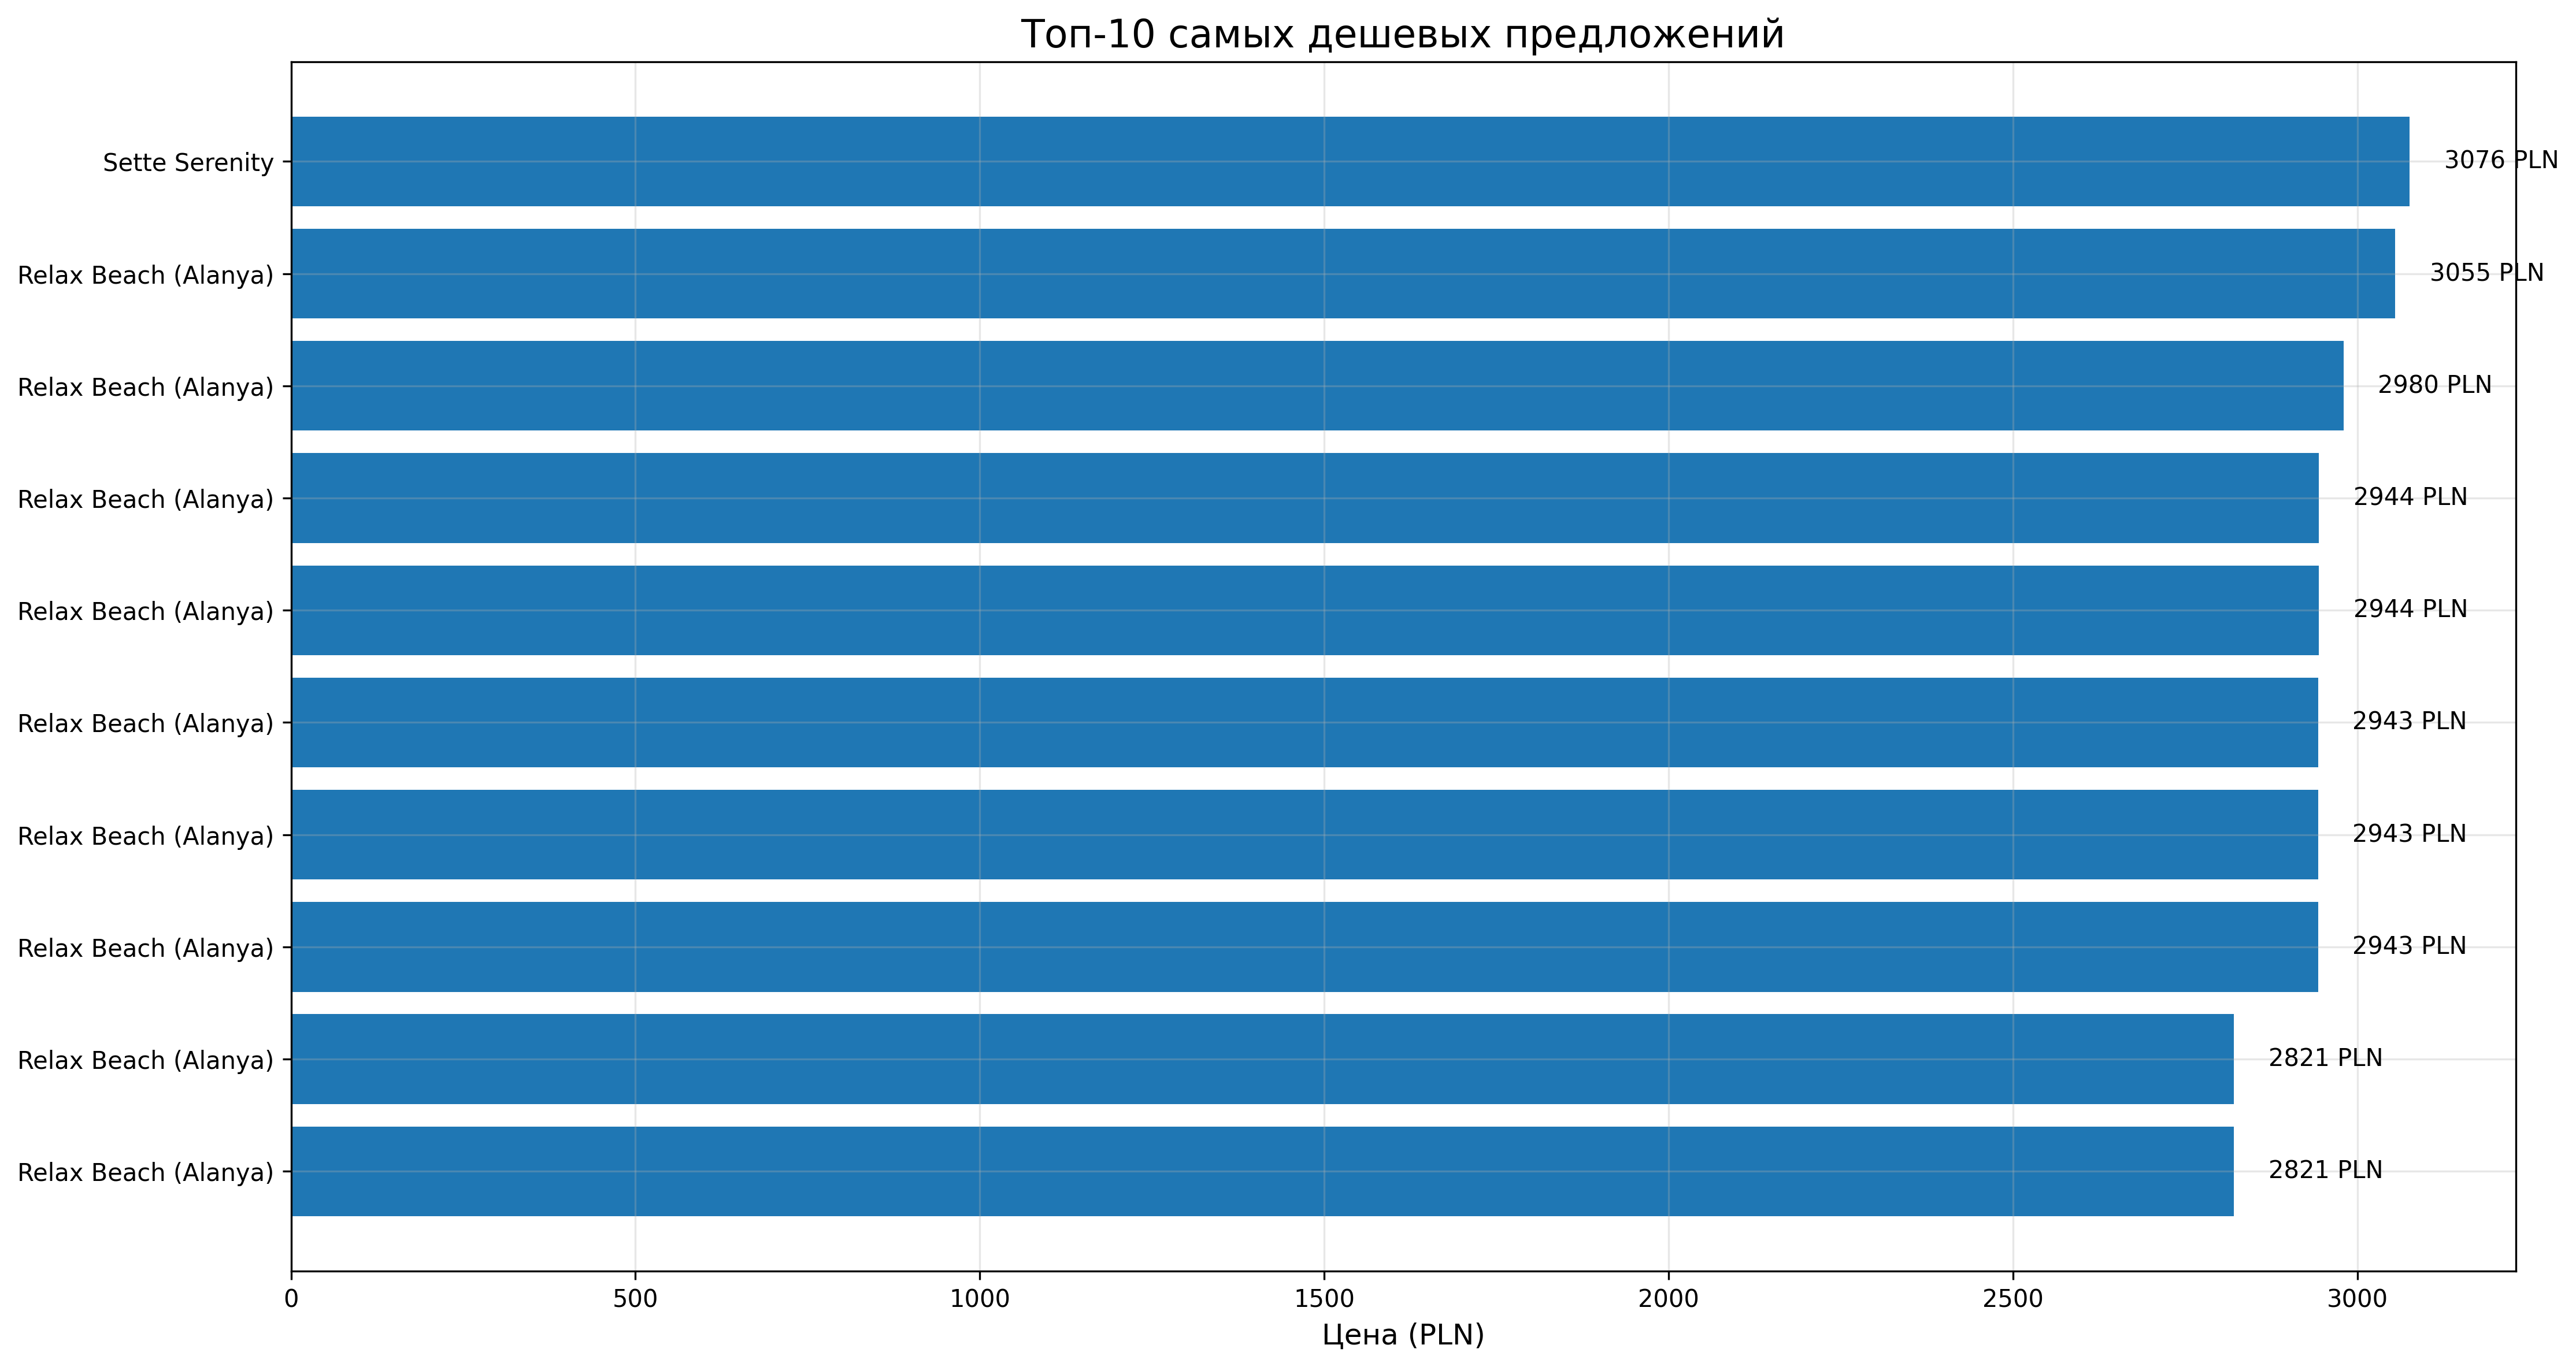 Топ-10 самых дешевых предложений
Sette Serenity 3076 PLN
Relax Beach (Alanya) 3055 PLN
Relax Beach (Alanya) 2980 PLN
Relax Beach (Alanya) 2944 PLN
Relax Beach (Alanya) 2944 PLN
Relax Beach (Alanya) 2943 PLN
Relax Beach (Alanya) 2943 PLN
Relax Beach (Alanya) 2943 PLN
Relax Beach (Alanya) 2821 PLN
Relax Beach (Alanya) 2821 PLN
0 500 1000 1500 2000 2500 3000
Цена (PLN)